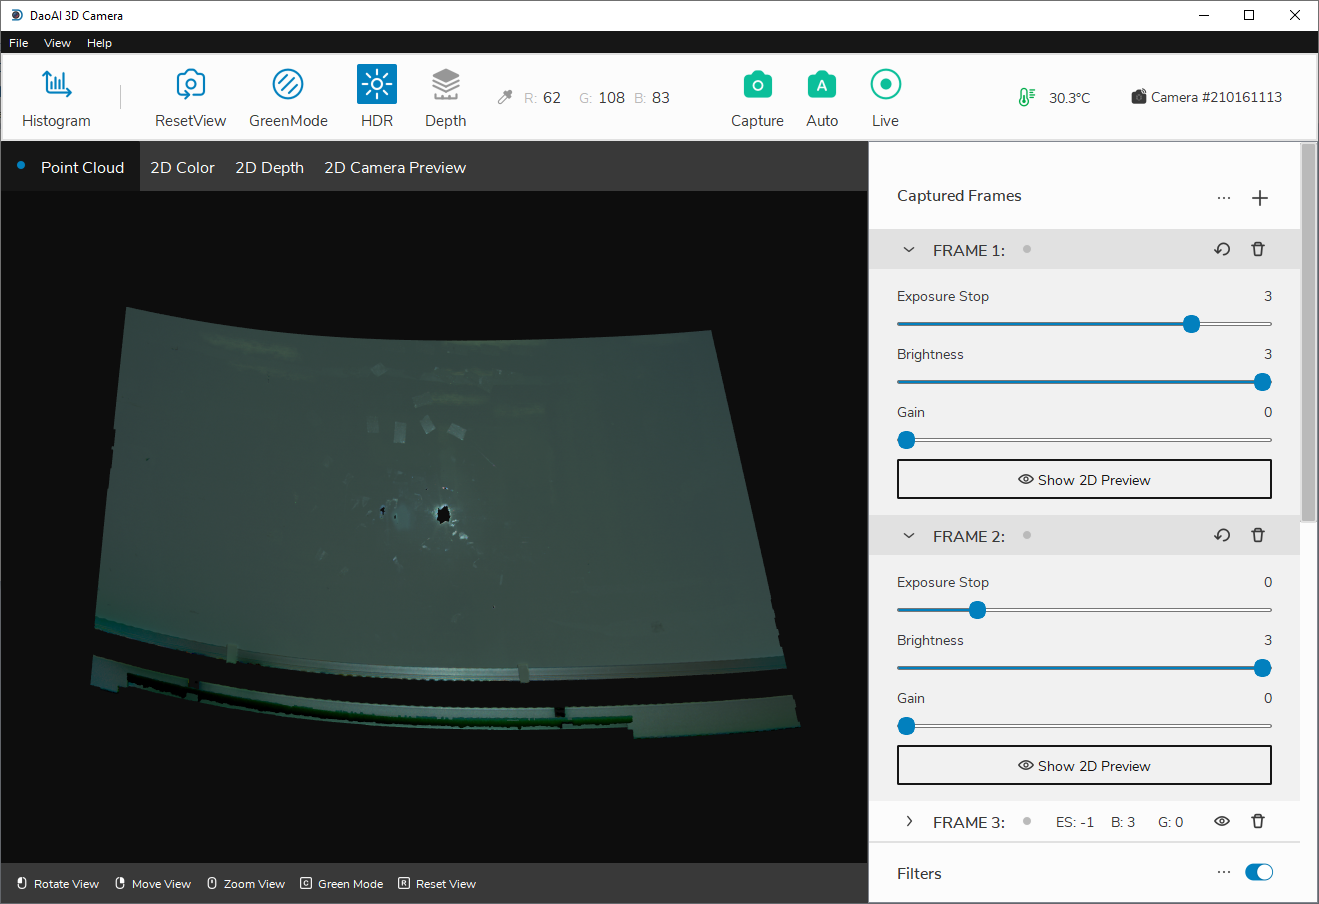 DaoAI 3D Camera
File View Help
Histogram ResetView GreenMode HDR Depth R: 62 G: 108 B: 83 Capture A Auto Live 30.3°C Camera #210161113
Point Cloud 2D Color 2D Depth 2D Camera Preview
Captured Frames ...
FRAME 1:
Exposure Stop 3
Brightness 3
Gain 0
Show 2D Preview
FRAME 2:
Exposure Stop 0
Brightness 3
Gain 0
Show 2D Preview
FRAME 3: ES: -1 B: 3 G: 0
Filters ...
Rotate View Move View Zoom View C Green Mode R Reset View